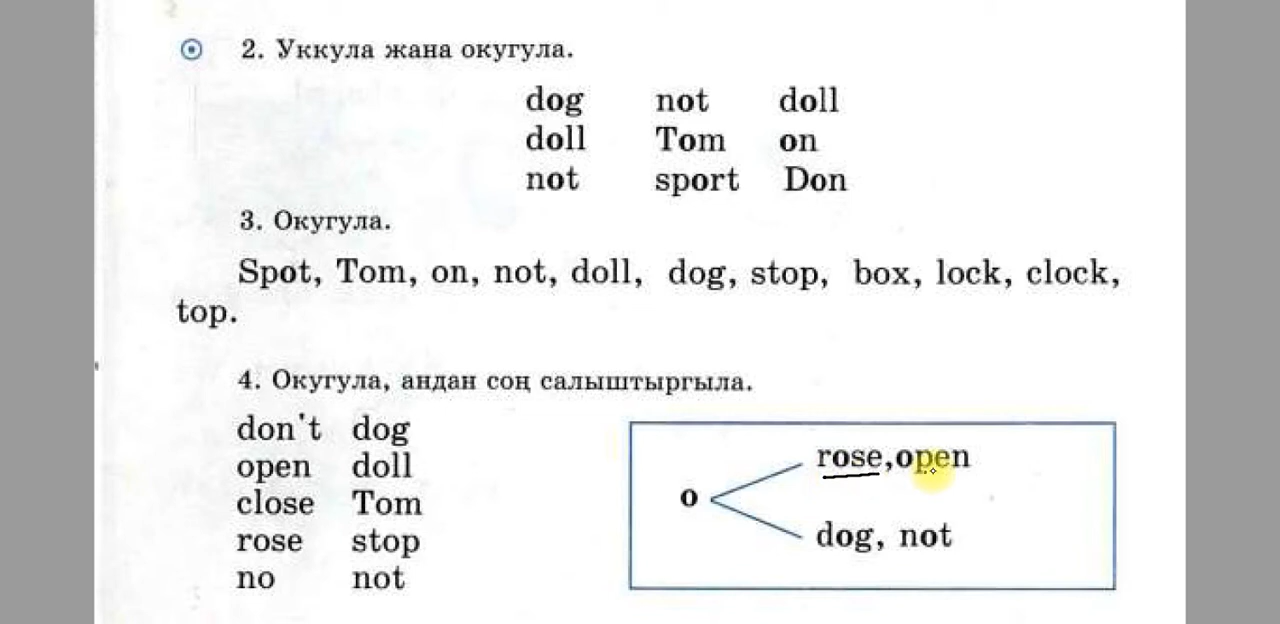 2. Уккула жана окугула.
dog not doll
doll Tom on
not sport Don
3. Окугула.
Spot, Tom, on, not, doll, dog, stop, box, lock, clock,
top.
4. Окугула, андан соң салыштыргыла.
don't dog
open doll
close Tom
rose stop
no not
rose,open
o
dog, not